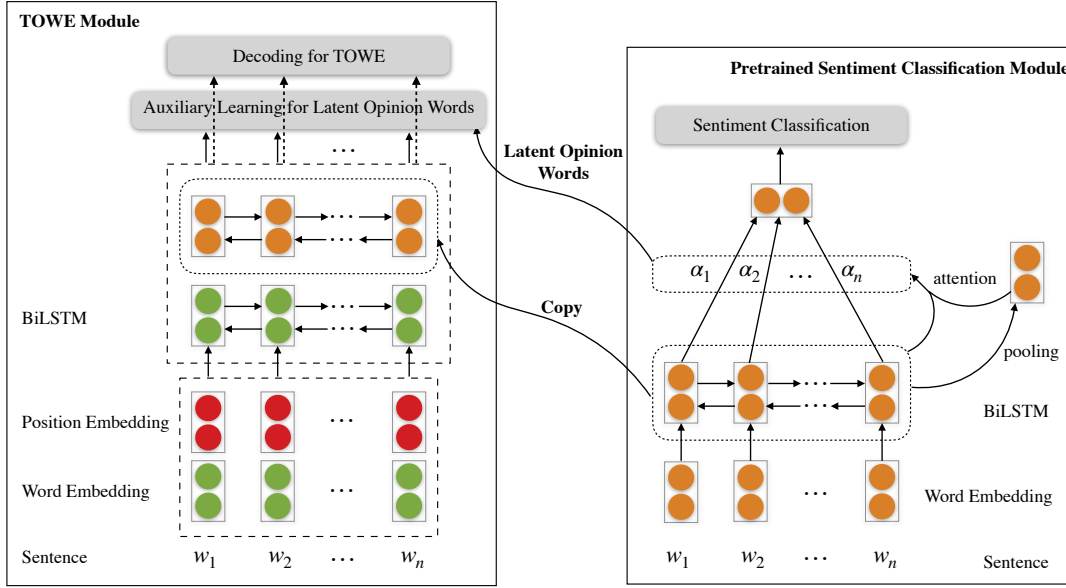 TOWE Module
Decoding for TOWE
Auxiliary Learning for Latent Opinion Words
...
...
...
BiLSTM
...
...
Position Embedding
...
Word Embedding
...
Sentence
w1 w2 ... wn
Latent Opinion
Words
Copy
Pretrained Sentiment Classification Module
Sentiment Classification
α1 α2 ... αn
attention
pooling
...
...
BiLSTM
...
Word Embedding
w1 w2 ... wn
Sentence